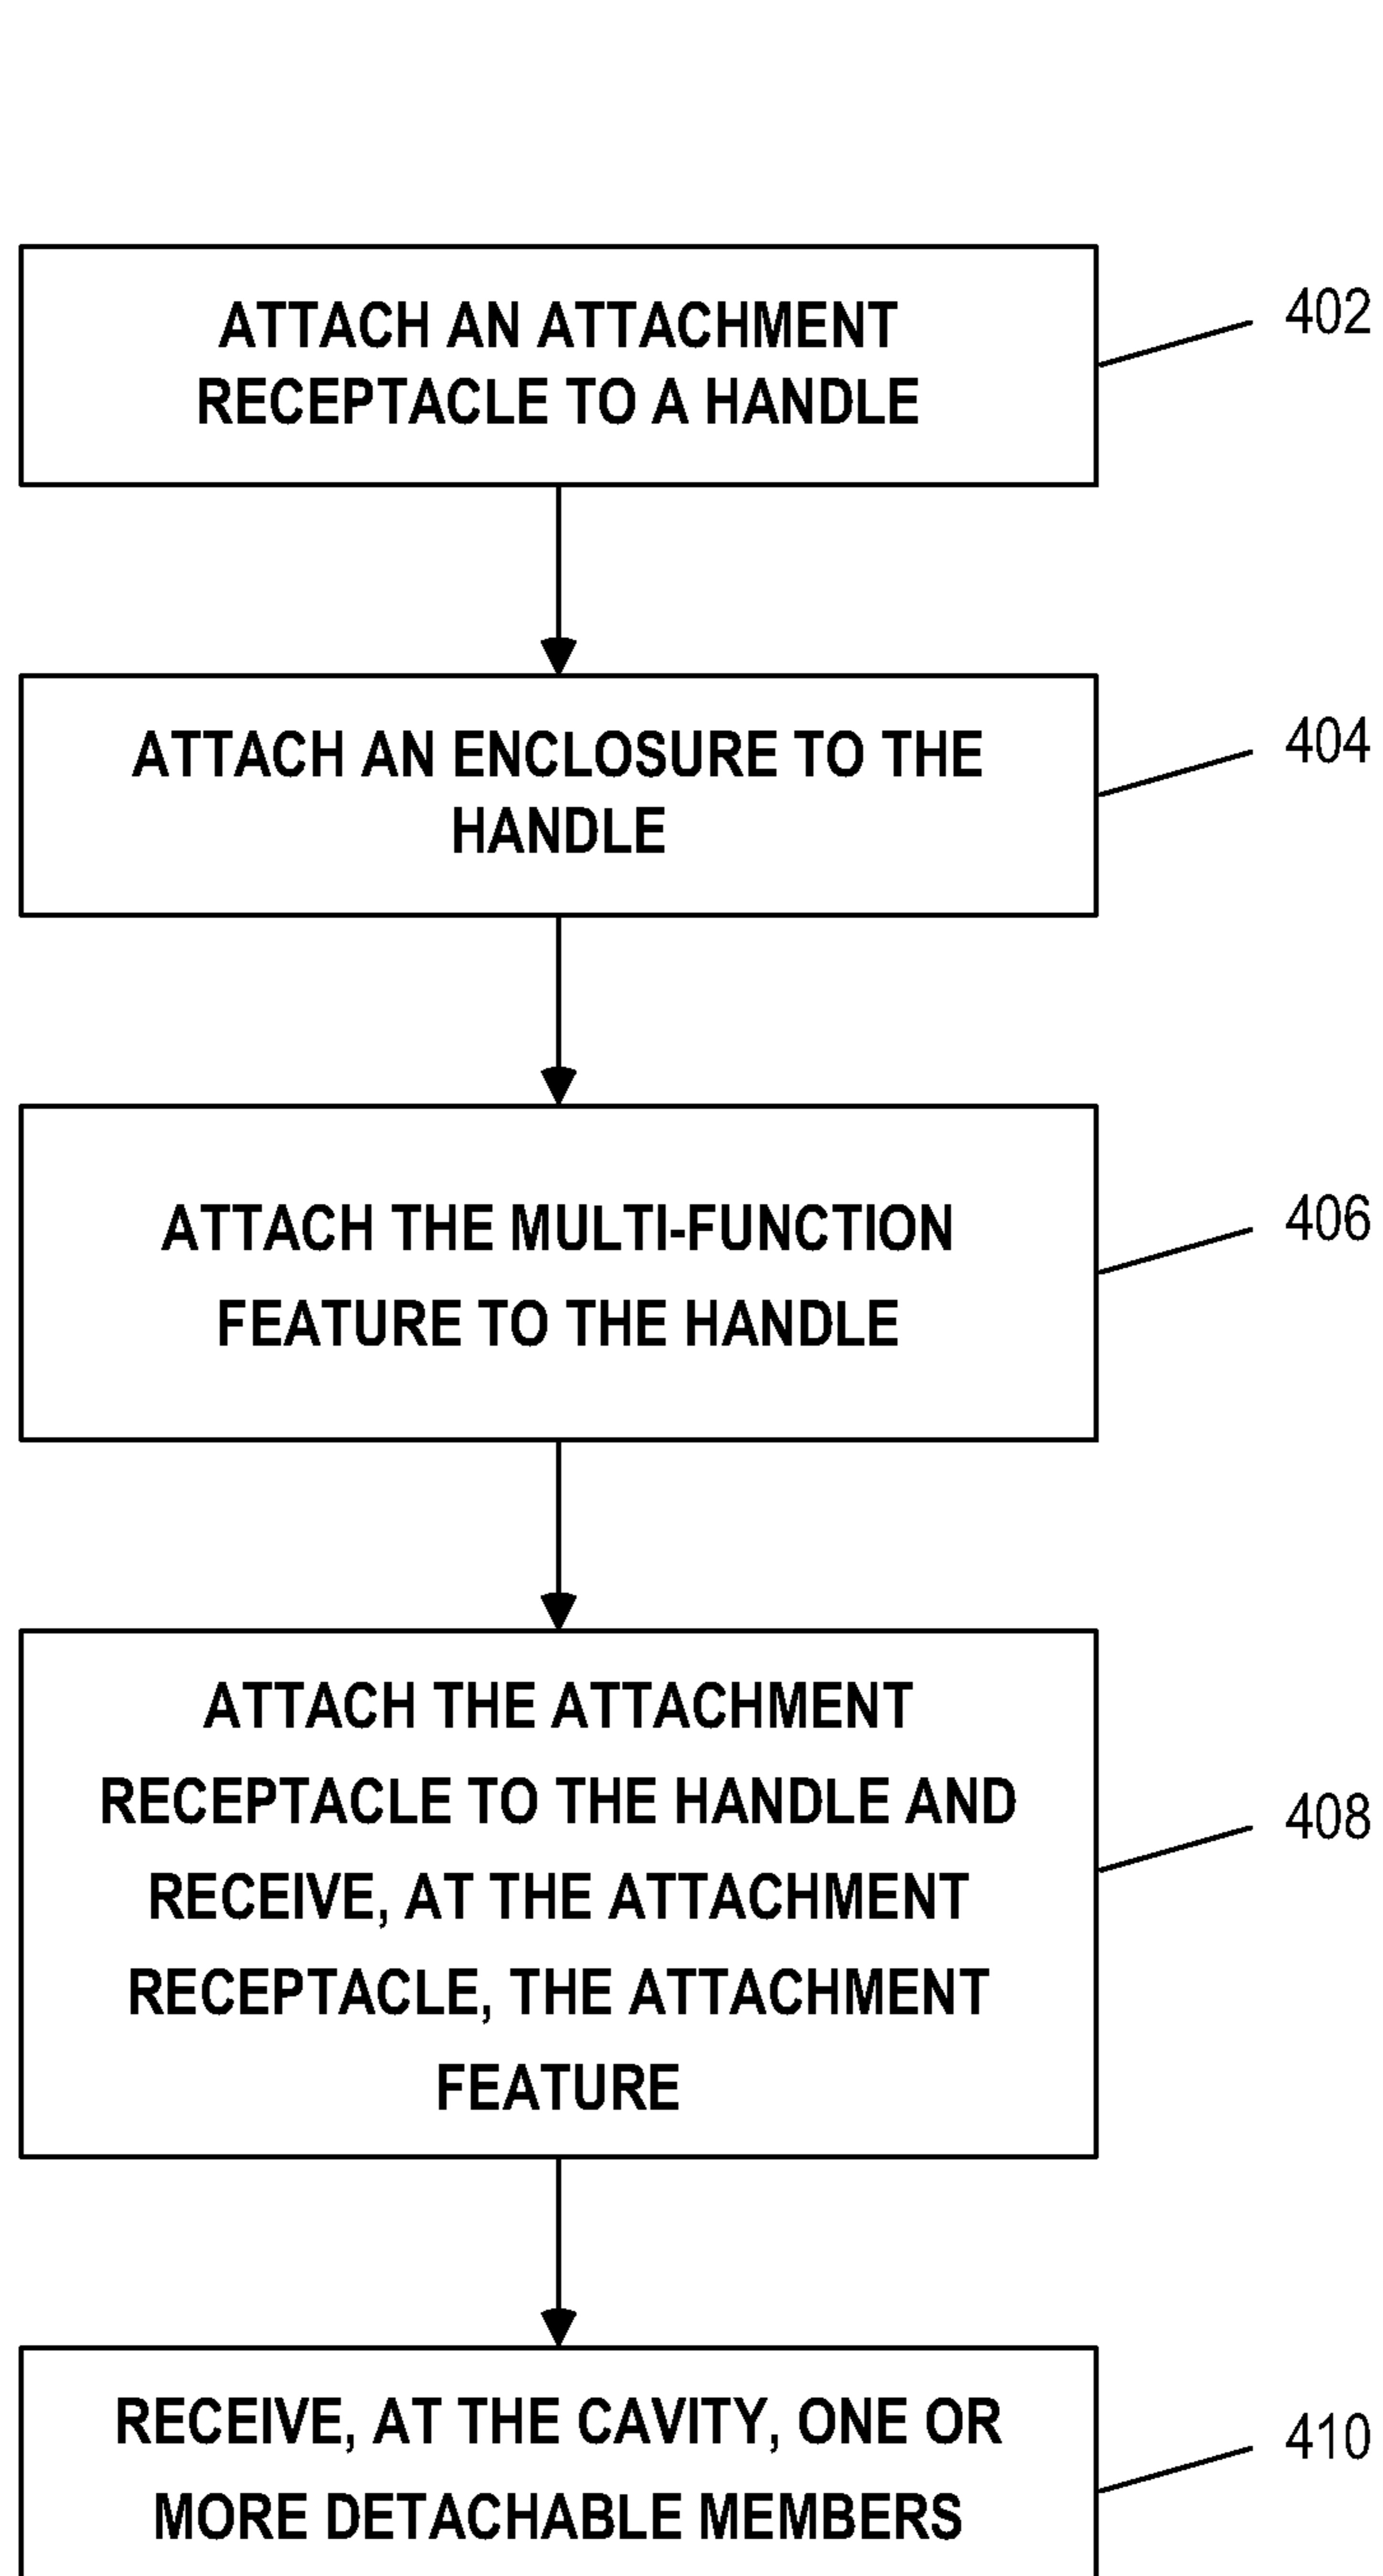 ATTACH AN ATTACHMENT
RECEPTACLE TO A HANDLE
402
ATTACH AN ENCLOSURE TO THE
HANDLE
404
ATTACH THE MULTI-FUNCTION
FEATURE TO THE HANDLE
406
ATTACH THE ATTACHMENT
RECEPTACLE TO THE HANDLE AND
RECEIVE, AT THE ATTACHMENT
RECEPTACLE, THE ATTACHMENT
FEATURE
408
RECEIVE, AT THE CAVITY, ONE OR
MORE DETACHABLE MEMBERS
410